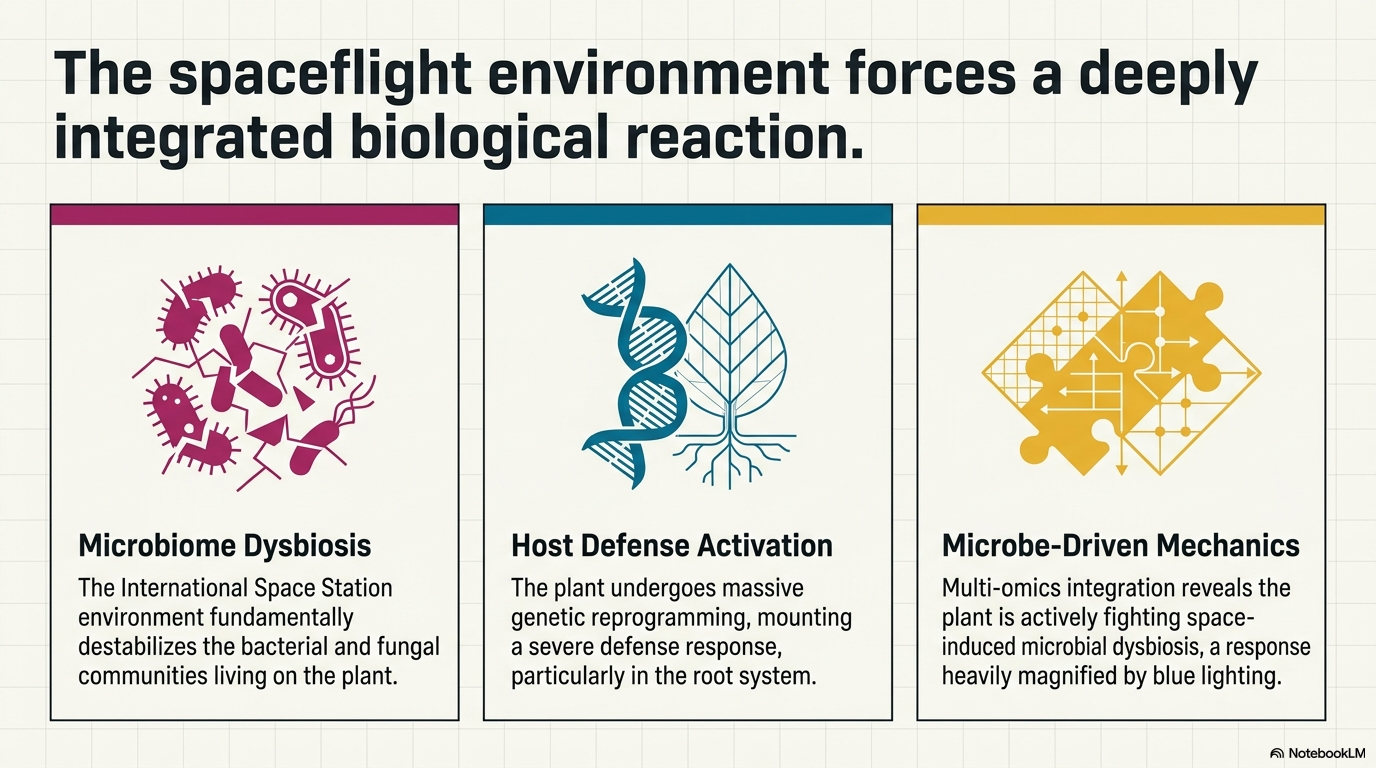 The spaceflight environment forces a deeply
integrated biological reaction.
Microbiome Dysbiosis
The International Space Station
environment fundamentally
destabilizes the bacterial and fungal
communities living on the plant.
Host Defense Activation
The plant undergoes massive
genetic reprogramming, mounting
a severe defense response,
particularly in the root system.
Microbe-Driven Mechanics
Multi-omics integration reveals the
plant is actively fighting space-
induced microbial dysbiosis, a response
heavily magnified by blue lighting.
NotebookLM